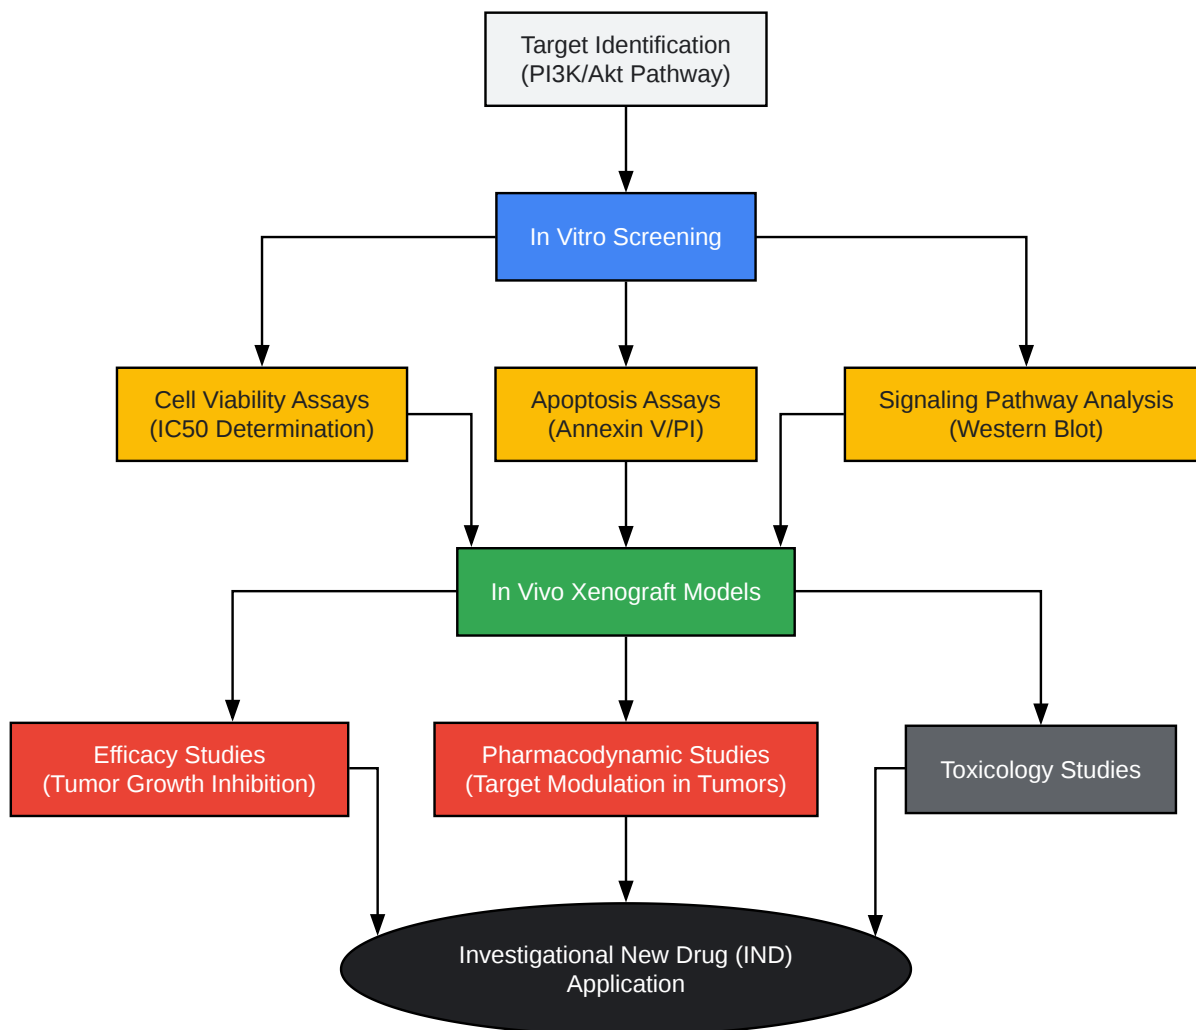 Target Identification
(PI3K/Akt Pathway)
In Vitro Screening
Cell Viability Assays
(IC50 Determination)
Apoptosis Assays
(Annexin V/PI)
Signaling Pathway Analysis
(Western Blot)
In Vivo Xenograft Models
Efficacy Studies
(Tumor Growth Inhibition)
Pharmacodynamic Studies
(Target Modulation in Tumors)
Toxicology Studies
Investigational New Drug (IND)
Application